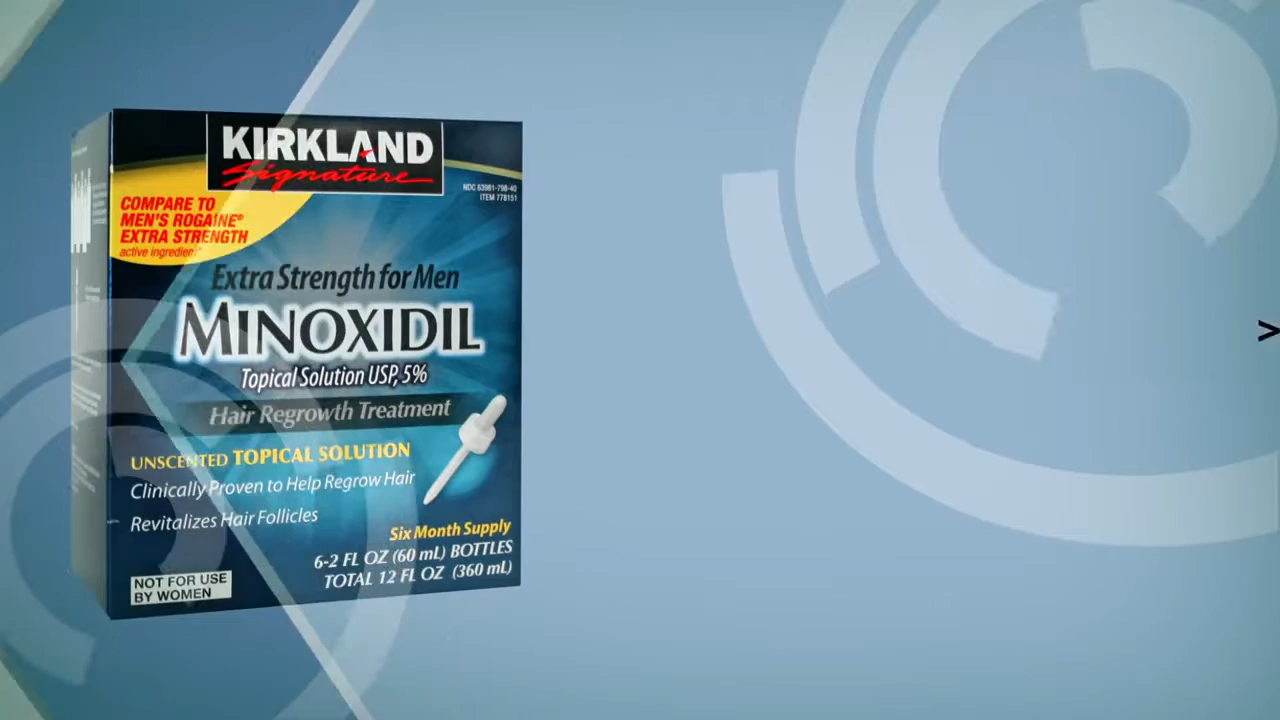 KIRKLAND
Signature
NDC 63981-798-40
ITEM 778151
COMPARE TO
MEN'S ROGAINE®
EXTRA STRENGTH
active ingredient*
Extra Strength for Men
MINOXIDIL
Topical Solution USP, 5%
Hair Regrowth Treatment
UNSCENTED TOPICAL SOLUTION
Clinically Proven to Help Regrow Hair
Revitalizes Hair Follicles
Six Month Supply
6-2 FL OZ (60 mL) BOTTLES
TOTAL 12 FL OZ (360 mL)
NOT FOR USE
BY WOMEN
>